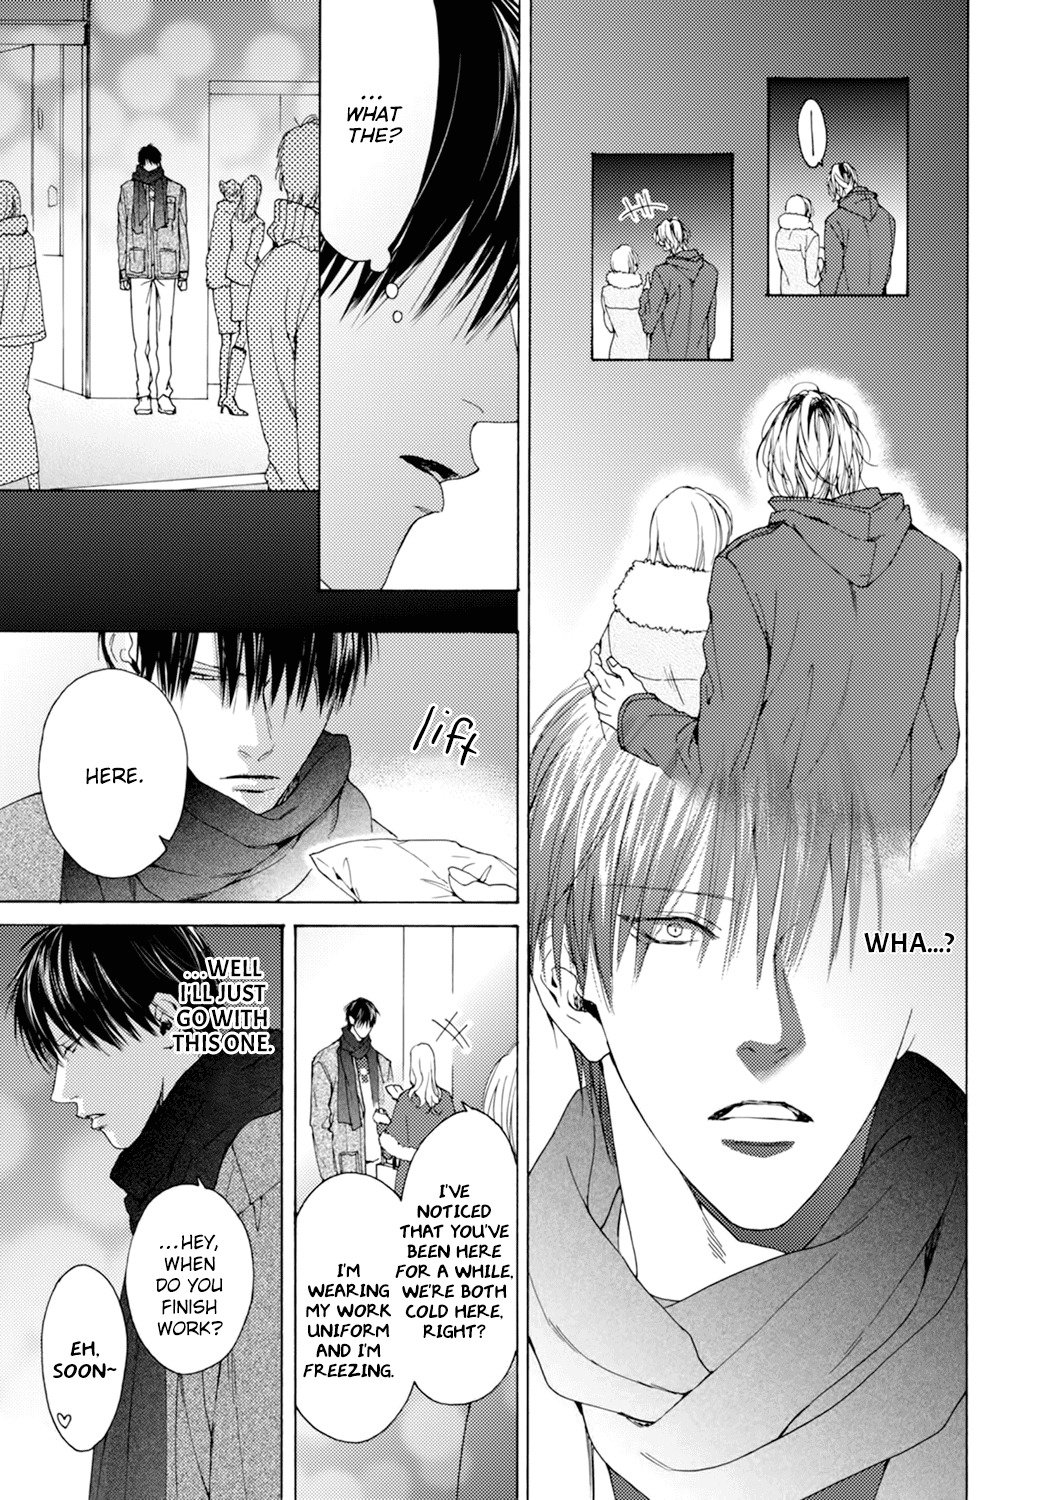 WHA...?
...
WHAT
THE?
lift
HERE.
I'VE
NOTICED
THAT YOU'VE
BEEN HERE
FOR A WHILE.
WE'RE BOTH
COLD HERE,
RIGHT?
I'M
WEARING
MY WORK
UNIFORM
AND I'M
FREEZING.
...WELL
I'LL JUST
GO WITH
THIS ONE.
...HEY,
WHEN
DO YOU
FINISH
WORK?
EH,
SOON~
♡